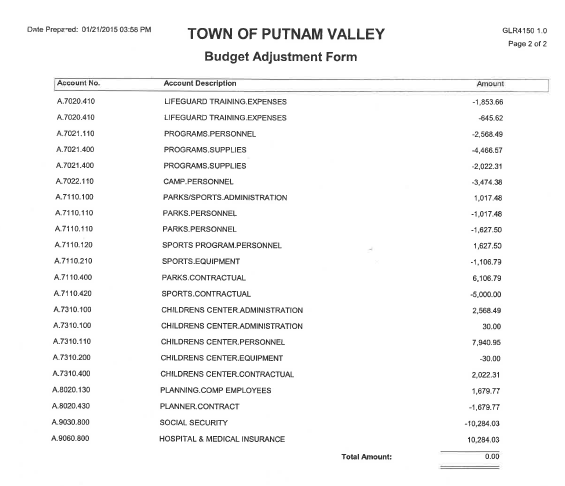 Date Prepared: 01/21/2015 03:58 PM
TOWN OF PUTNAM VALLEY
GLR4150 1.0
Page 2 of 2
Budget Adjustment Form
Account No. Account Description Amount
A.7020.410 LIFEGUARD TRAINING.EXPENSES -1,853.66
A.7020.410 LIFEGUARD TRAINING.EXPENSES -645.62
A.7021.110 PROGRAMS.PERSONNEL -2,568.49
A.7021.400 PROGRAMS.SUPPLIES -4,466.57
A.7021.400 PROGRAMS.SUPPLIES -2,022.31
A.7022.110 CAMP.PERSONNEL -3,474.38
A.7110.100 PARKS/SPORTS.ADMINISTRATION 1,017.48
A.7110.110 PARKS.PERSONNEL -1,017.48
A.7110.110 PARKS.PERSONNEL -1,627.50
A.7110.120 SPORTS PROGRAM.PERSONNEL 1,627.50
A.7110.210 SPORTS.EQUIPMENT -1,106.79
A.7110.400 PARKS.CONTRACTUAL 6,106.79
A.7110.420 SPORTS.CONTRACTUAL -5,000.00
A.7310.100 CHILDRENS CENTER.ADMINISTRATION 2,568.49
A.7310.100 CHILDRENS CENTER.ADMINISTRATION 30.00
A.7310.110 CHILDRENS CENTER.PERSONNEL 7,940.95
A.7310.200 CHILDRENS CENTER.EQUIPMENT -30.00
A.7310.400 CHILDRENS CENTER.CONTRACTUAL 2,022.31
A.8020.130 PLANNING.COMP EMPLOYEES 1,679.77
A.8020.430 PLANNER.CONTRACT -1,679.77
A.9030.800 SOCIAL SECURITY -10,284.03
A.9060.800 HOSPITAL & MEDICAL INSURANCE 10,284.03
Total Amount: 0.00